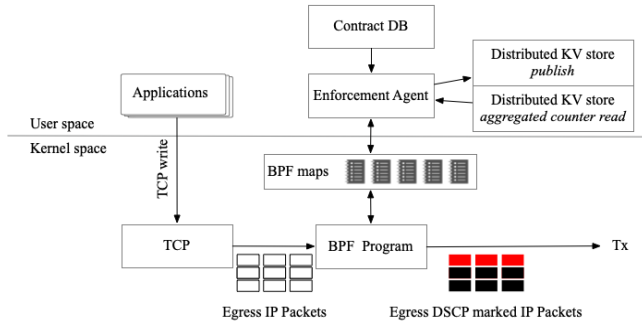 Contract DB
Distributed KV store
publish
Applications
Enforcement Agent
Distributed KV store
aggregated counter read
User space
Kernel space
TCP write
BPF maps
TCP
BPF Program
Tx
Egress IP Packets
Egress DSCP marked IP Packets